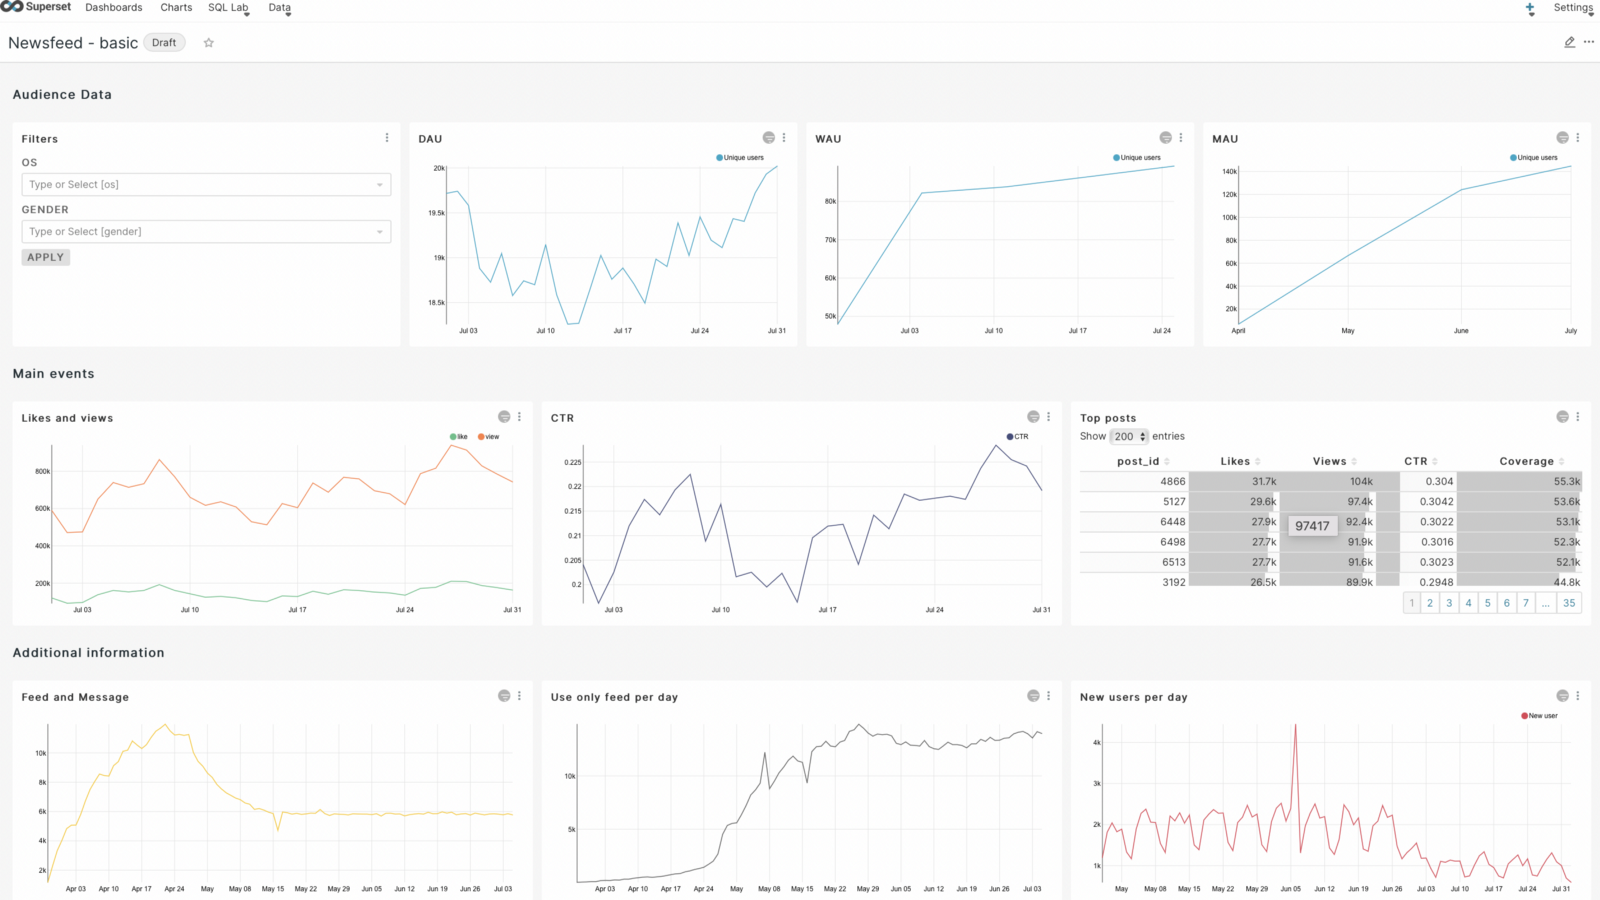 Superset Dashboards Charts SQL Lab Data Settings
Newsfeed - basic Draft
Audience Data
Filters
OS
Type or Select [os]
GENDER
Type or Select [gender]
APPLY
DAU
Unique users
20k
19.5k
19k
18.5k
Jul 03 Jul 10 Jul 17 Jul 24 Jul 31
WAU
Unique users
80k
70k
60k
50k
Jul 03 Jul 10 Jul 17 Jul 24
MAU
Unique users
140k
120k
100k
80k
60k
40k
20k
April May June July
Main events
Likes and views
like view
800k
600k
400k
200k
Jul 03 Jul 10 Jul 17 Jul 24 Jul 31
CTR
CTR
0.225
0.22
0.215
0.21
0.205
0.2
Jul 03 Jul 10 Jul 17 Jul 24 Jul 31
Top posts
Show 200 entries
post_id Likes Views CTR Coverage
4866 31.7k 104k 0.304 55.3k
5127 29.6k 97.4k 0.3042 53.6k
6448 27.9k 92.4k 0.3022 53.1k
97417
6498 27.7k 91.9k 0.3016 52.3k
6513 27.7k 91.6k 0.3023 52.1k
3192 26.5k 89.9k 0.2948 44.8k
1 2 3 4 5 6 7 ... 35
Additional information
Feed and Message
10k
8k
6k
4k
2k
Apr 03 Apr 10 Apr 17 Apr 24 May May 08 May 15 May 22 May 29 Jun 05 Jun 12 Jun 19 Jun 26 Jul 03
Use only feed per day
10k
5k
Apr 03 Apr 10 Apr 17 Apr 24 May May 08 May 15 May 22 May 29 Jun 05 Jun 12 Jun 19 Jun 26 Jul 03
New users per day
New user
4k
3k
2k
1k
May May 08 May 15 May 22 May 29 Jun 05 Jun 12 Jun 19 Jun 26 Jul 03 Jul 10 Jul 17 Jul 24 Jul 31